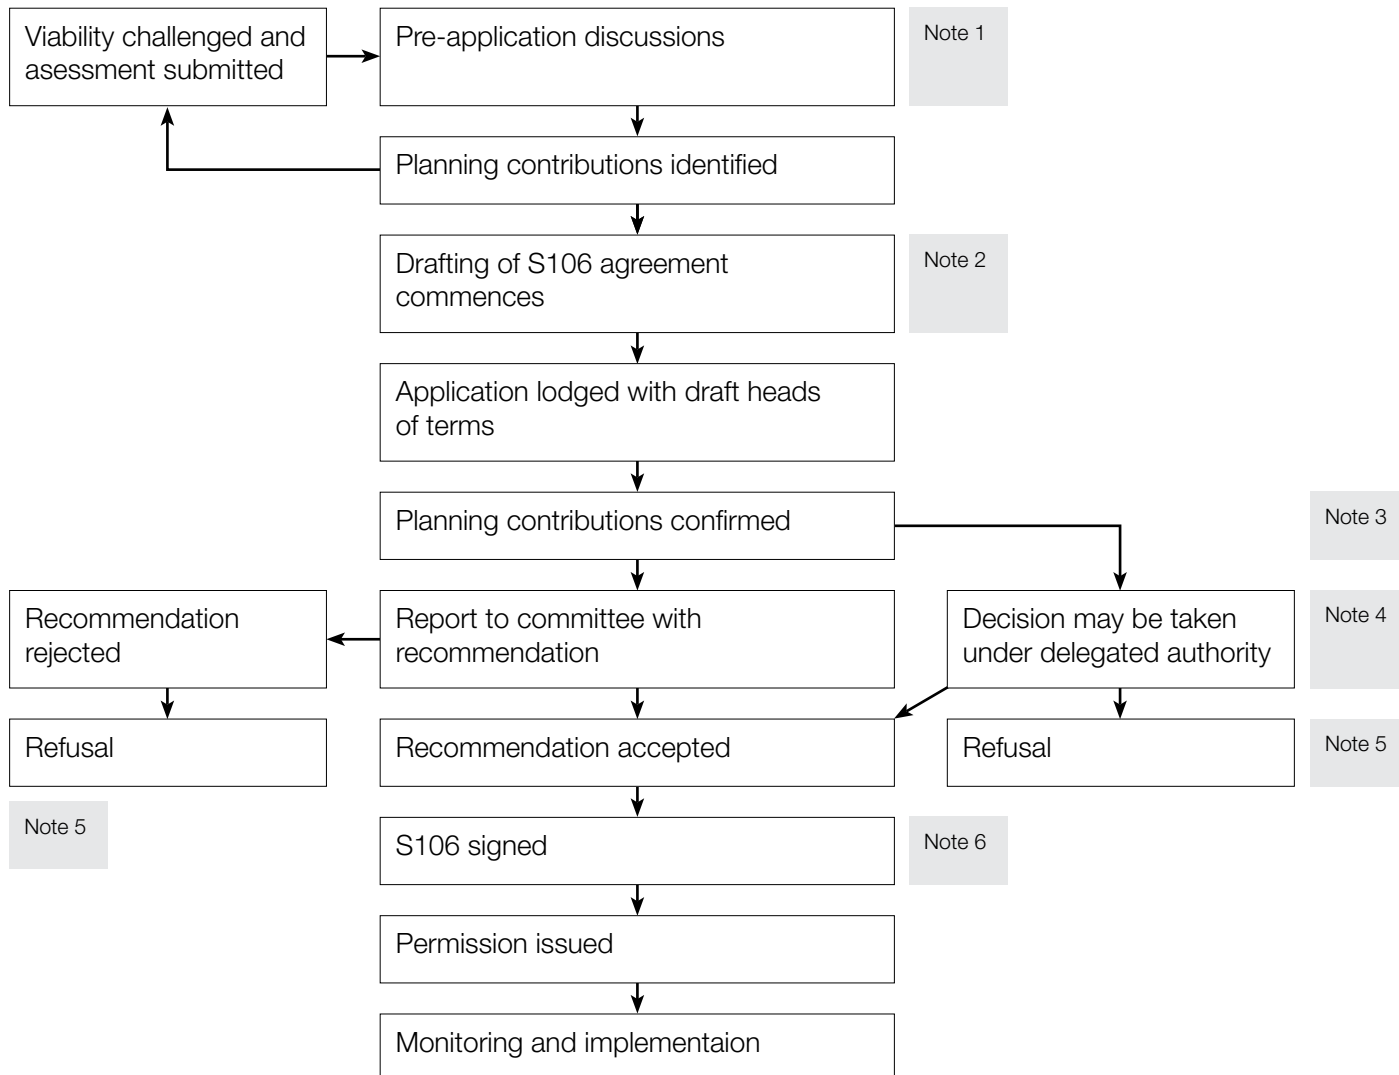 Viability challenged and
asessment submitted
Pre-application discussions
Note 1
Planning contributions identified
Drafting of S106 agreement
commences
Note 2
Application lodged with draft heads
of terms
Planning contributions confirmed
Note 3
Recommendation
rejected
Report to committee with
recommendation
Decision may be taken
under delegated authority
Note 4
Refusal
Recommendation accepted
Refusal
Note 5
Note 5
S106 signed
Note 6
Permission issued
Monitoring and implementaion